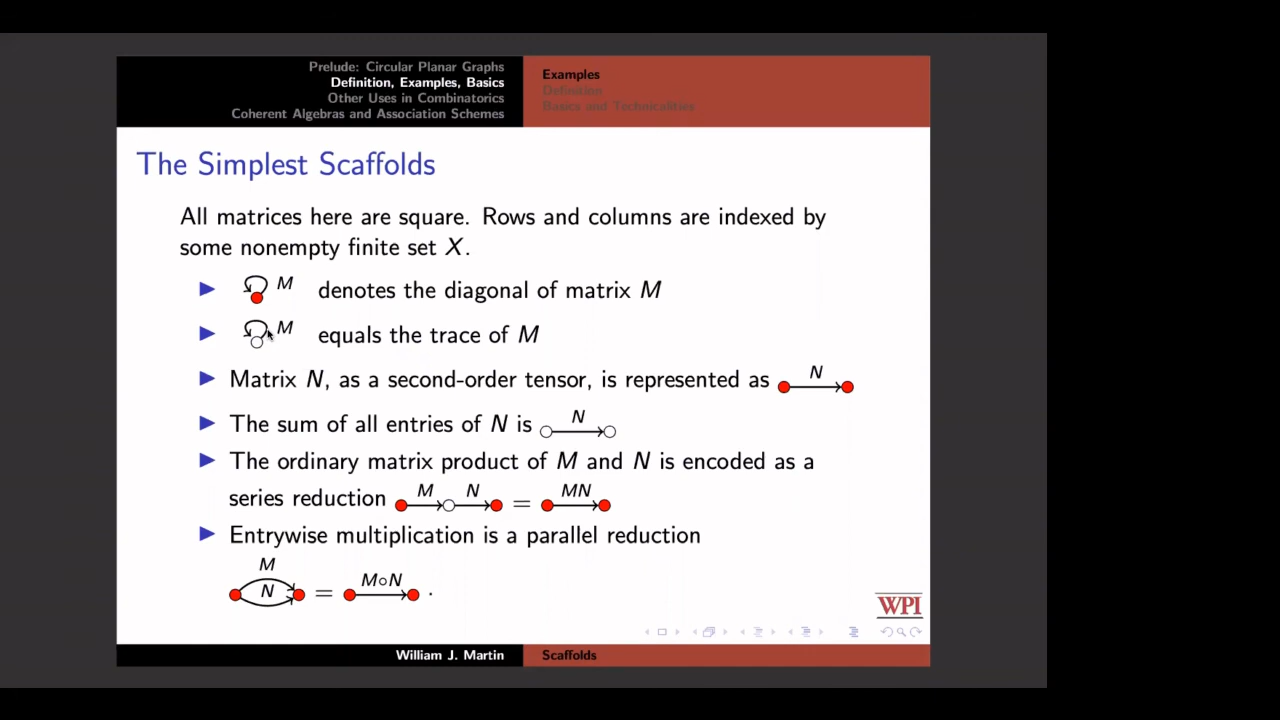 Prelude: Circular Planar Graphs
Definition, Examples, Basics
Other Uses in Combinatorics
Coherent Algebras and Association Schemes
Examples
Definition
Basics and Technicalities
The Simplest Scaffolds
All matrices here are square. Rows and columns are indexed by
some nonempty finite set X.
M denotes the diagonal of matrix M
M equals the trace of M
Matrix N, as a second-order tensor, is represented as N
The sum of all entries of N is N
The ordinary matrix product of M and N is encoded as a
series reduction M N = MN
Entrywise multiplication is a parallel reduction
M
N = M∘N .
WPI
William J. Martin
Scaffolds